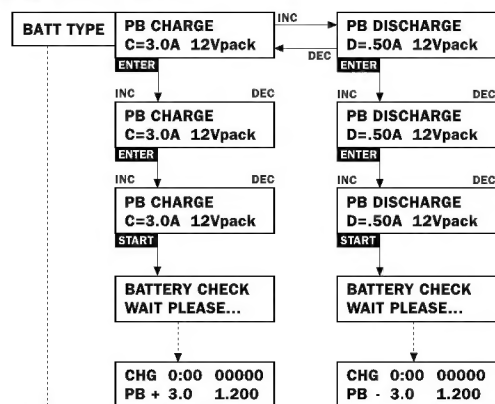 BATT TYPE
PB CHARGE
C=3.0A 12Vpack
ENTER
INC
DEC
PB DISCHARGE
D=.50A 12Vpack
ENTER
INC DEC
PB CHARGE
C=3.0A 12Vpack
ENTER
INC DEC
PB DISCHARGE
D=.50A 12Vpack
ENTER
INC DEC
PB CHARGE
C=3.0A 12Vpack
START
INC DEC
PB DISCHARGE
D=.50A 12Vpack
START
BATTERY CHECK
WAIT PLEASE...
BATTERY CHECK
WAIT PLEASE...
CHG 0:00 00000
PB + 3.0 1.200
CHG 0:00 00000
PB - 3.0 1.200